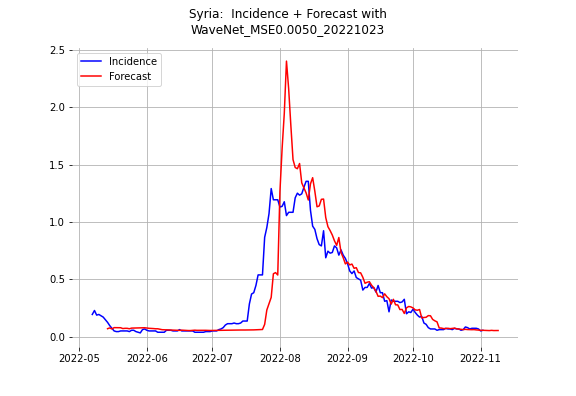 Syria:  Incidence + Forecast with
WaveNet_MSE0.0050_20221023
Incidence
Forecast
2.5
2.0
1.5
1.0
0.5
0.0
2022-05 2022-06 2022-07 2022-08 2022-09 2022-10 2022-11